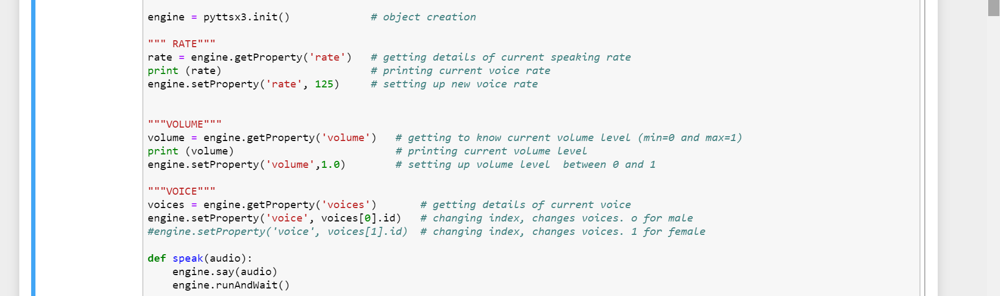 engine = pyttsx3.init()             # object creation
""" RATE"""
rate = engine.getProperty('rate')   # getting details of current speaking rate
print (rate)                        # printing current voice rate
engine.setProperty('rate', 125)     # setting up new voice rate
"""VOLUME"""
volume = engine.getProperty('volume')   # getting to know current volume level (min=0 and max=1)
print (volume)                          # printing current volume level
engine.setProperty('volume',1.0)        # setting up volume level  between 0 and 1
"""VOICE"""
voices = engine.getProperty('voices')       # getting details of current voice
engine.setProperty('voice', voices[0].id)   # changing index, changes voices. o for male
#engine.setProperty('voice', voices[1].id)  # changing index, changes voices. 1 for female
def speak(audio):
    engine.say(audio)
    engine.runAndWait()